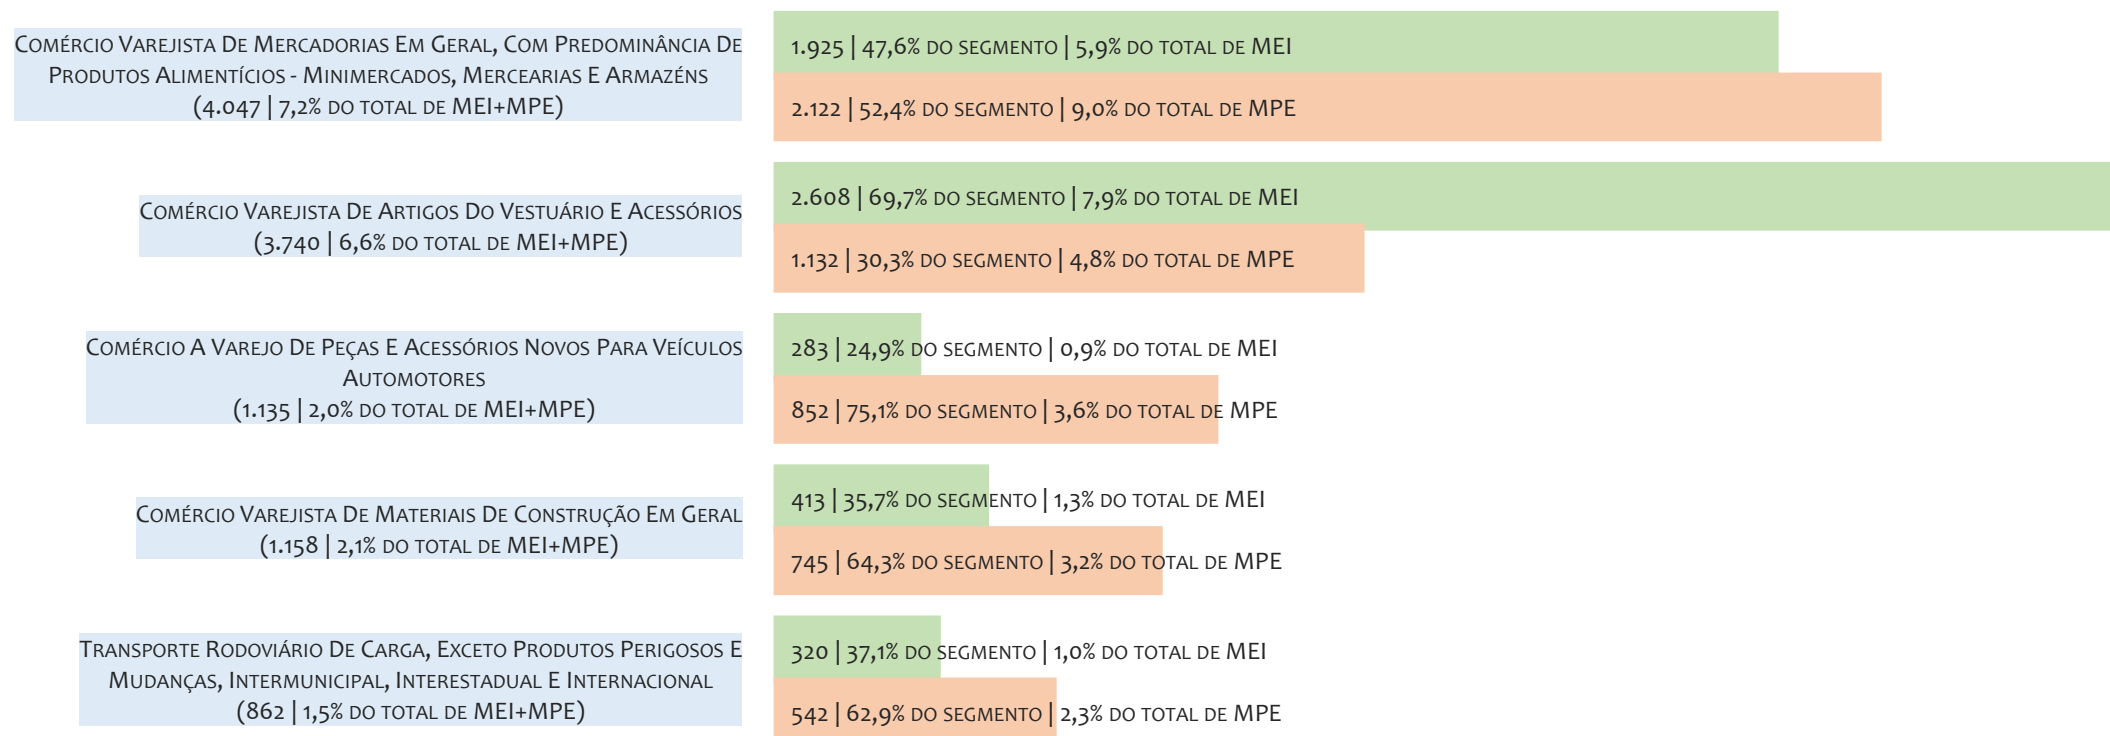 Comércio Varejista De Mercadorias Em Geral, Com Predominância De
Produtos Alimentícios - Minimercados, Mercearias E Armazéns
(4.047 | 7,2% do total de MEI+MPE)
1.925 | 47,6% do segmento | 5,9% do total de MEI
2.122 | 52,4% do segmento | 9,0% do total de MPE
Comércio Varejista De Artigos Do Vestuário E Acessórios
(3.740 | 6,6% do total de MEI+MPE)
2.608 | 69,7% do segmento | 7,9% do total de MEI
1.132 | 30,3% do segmento | 4,8% do total de MPE
Comércio A Varejo De Peças E Acessórios Novos Para Veículos
Automotores
(1.135 | 2,0% do total de MEI+MPE)
283 | 24,9% do segmento | 0,9% do total de MEI
852 | 75,1% do segmento | 3,6% do total de MPE
Comércio Varejista De Materiais De Construção Em Geral
(1.158 | 2,1% do total de MEI+MPE)
413 | 35,7% do segmento | 1,3% do total de MEI
745 | 64,3% do segmento | 3,2% do total de MPE
Transporte Rodoviário De Carga, Exceto Produtos Perigosos E
Mudanças, Intermunicipal, Interestadual E Internacional
(862 | 1,5% do total de MEI+MPE)
320 | 37,1% do segmento | 1,0% do total de MEI
542 | 62,9% do segmento | 2,3% do total de MPE